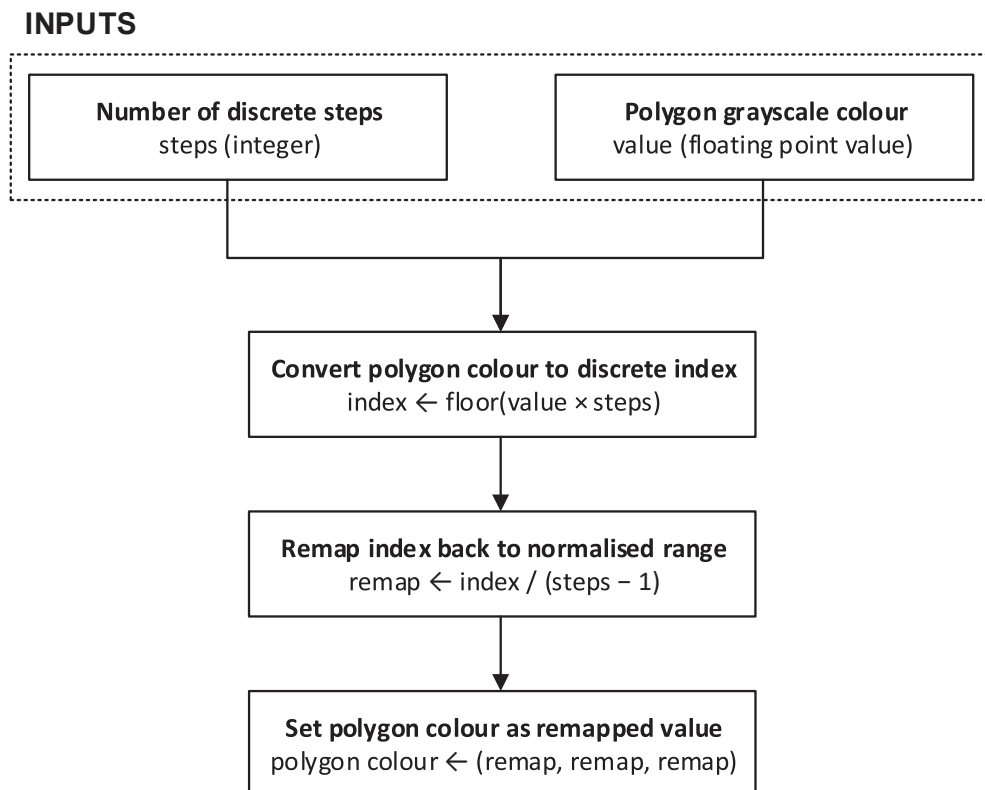 INPUTS
Number of discrete steps
steps (integer)
Polygon grayscale colour
value (floating point value)
Convert polygon colour to discrete index
index ← floor(value × steps)
Remap index back to normalised range
remap ← index / (steps − 1)
Set polygon colour as remapped value
polygon colour ← (remap, remap, remap)